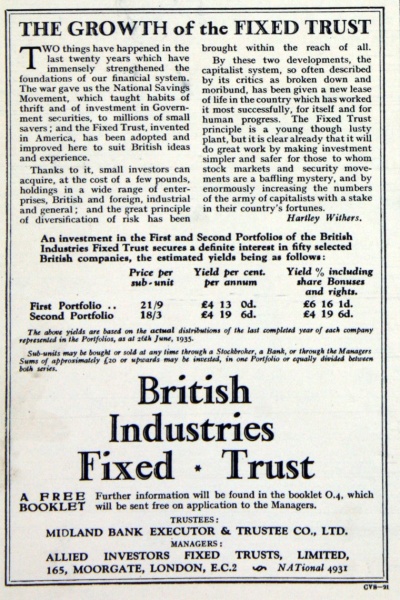 THE GROWTH of the FIXED TRUST
TWO things have happened in the
last twenty years which have
immensely strengthened the
foundations of our financial system.
The war gave us the National Savings
Movement, which taught habits of
thrift and of investment in Govern-
ment securities, to millions of small
savers ; and the Fixed Trust, invented
in America, has been adopted and
improved here to suit British ideas
and experience.
Thanks to it, small investors can
acquire, at the cost of a few pounds,
holdings in a wide range of enter-
prises, British and foreign, industrial
and general ; and the great principle
of diversification of risk has been
brought within the reach of all.
By these two developments, the
capitalist system, so often described
by its critics as broken down and
moribund, has been given a new lease
of life in the country which has worked
it most successfully, for itself and for
human progress. The Fixed Trust
principle is a young though lusty
plant, but it is clear already that it will
do great work by making investment
simpler and safer for those to whom
stock markets and security move-
ments are a baffling mystery, and by
enormously increasing the numbers
of the army of capitalists with a stake
in their country's fortunes.
Hartley Withers.
An investment in the First and Second Portfolios of the British
Industries Fixed Trust secures a definite interest in fifty selected
British companies, the estimated yields being as follows:
Price per sub-unit Yield per cent. per annum Yield % including share Bonuses and rights.
First Portfolio .. 21/9 £4 13 0d. £6 16 1d.
Second Portfolio 18/3 £4 19 6d. £4 19 6d.
The above yields are based on the actual distributions of the last completed year of each company
represented in the Portfolios, as at 26th June, 1935.
Sub-units may be bought or sold at any time through a Stockbroker, a Bank, or through the Managers
Sums of approximately £20 or upwards may be invested, in one Portfolio or equally divided between
both series.
British
Industries
Fixed · Trust
A FREE BOOKLET
Further information will be found in the booklet O.4, which
will be sent free on application to the Managers.
TRUSTEES:
MIDLAND BANK EXECUTOR & TRUSTEE CO., LTD.
MANAGERS:
ALLIED INVESTORS FIXED TRUSTS, LIMITED,
165, MOORGATE, LONDON, E.C.2 NATional 4931
CVS—91